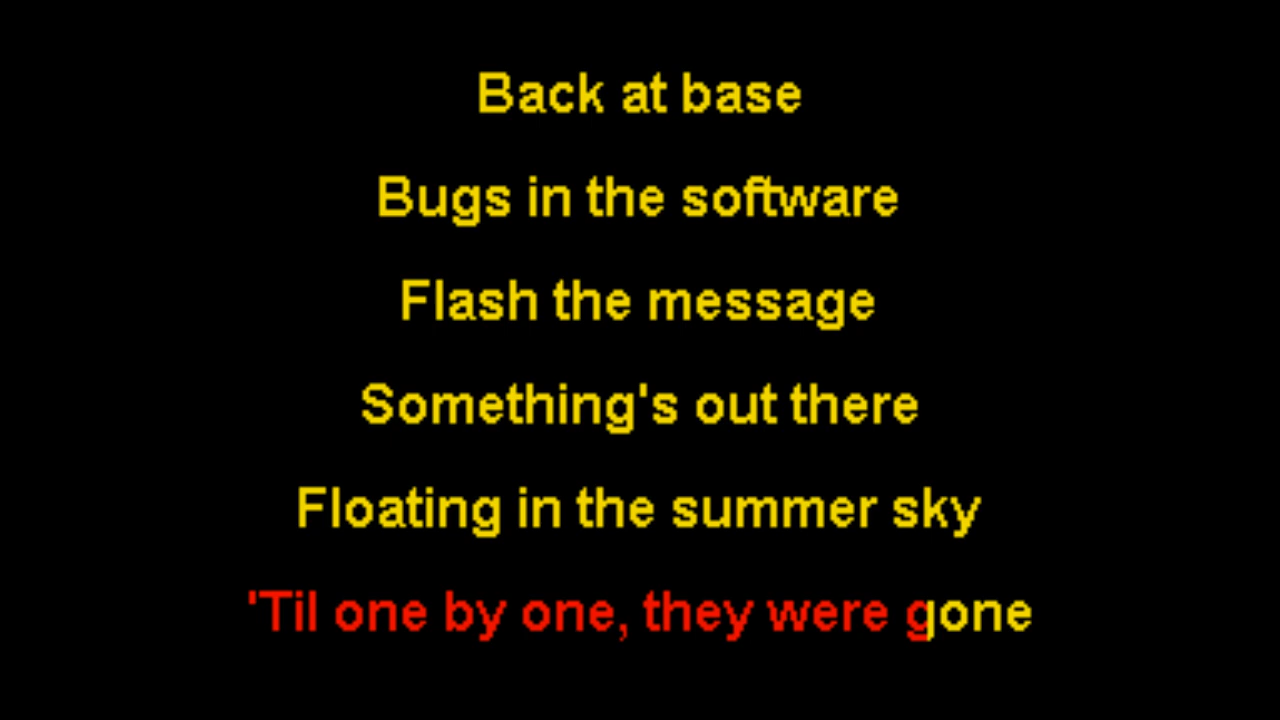 Back at base
Bugs in the software
Flash the message
Something's out there
Floating in the summer sky
'Til one by one, they were gone